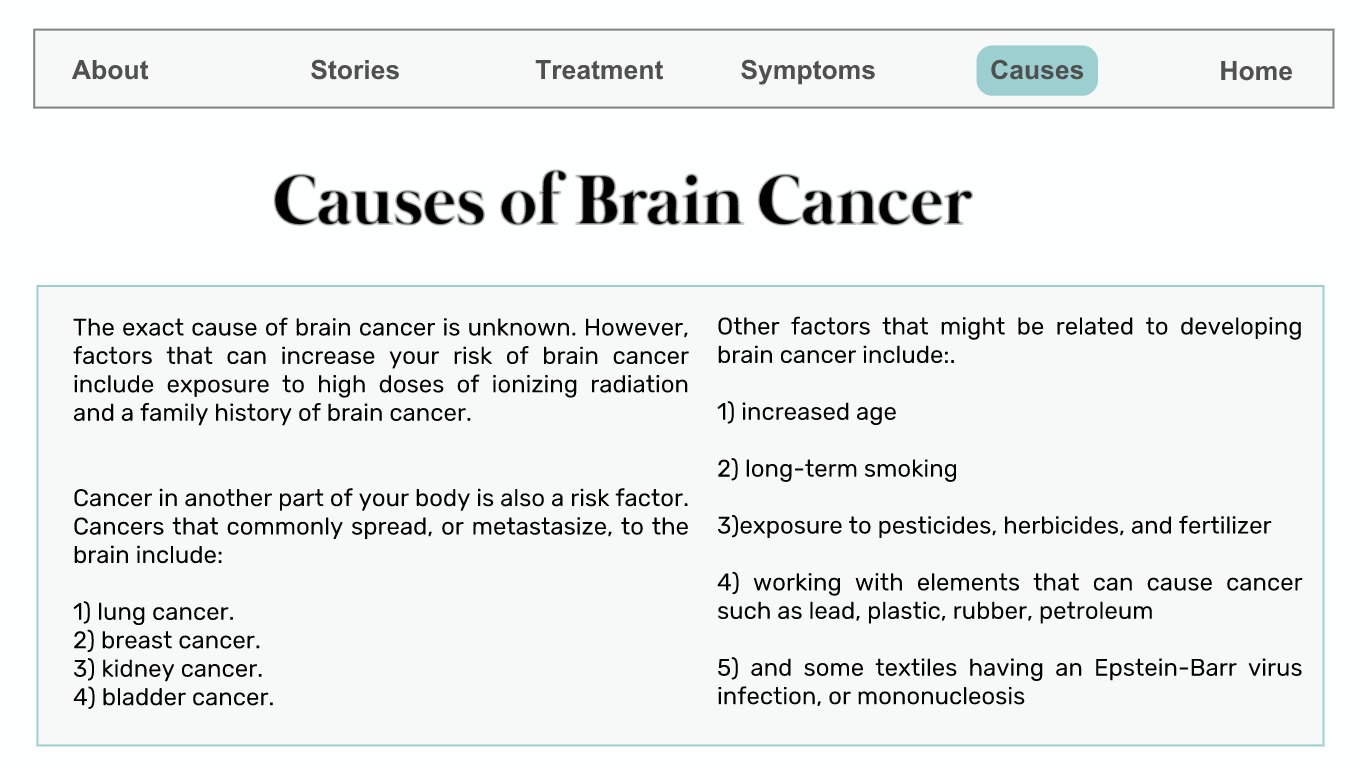 About Stories Treatment Symptoms Causes Home
Causes of Brain Cancer
The exact cause of brain cancer is unknown. However,
factors that can increase your risk of brain cancer
include exposure to high doses of ionizing radiation
and a family history of brain cancer.
Cancer in another part of your body is also a risk factor.
Cancers that commonly spread, or metastasize, to the
brain include:
1) lung cancer.
2) breast cancer.
3) kidney cancer.
4) bladder cancer.
Other factors that might be related to developing
brain cancer include:.
1) increased age
2) long-term smoking
3)exposure to pesticides, herbicides, and fertilizer
4) working with elements that can cause cancer
such as lead, plastic, rubber, petroleum
5) and some textiles having an Epstein-Barr virus
infection, or mononucleosis